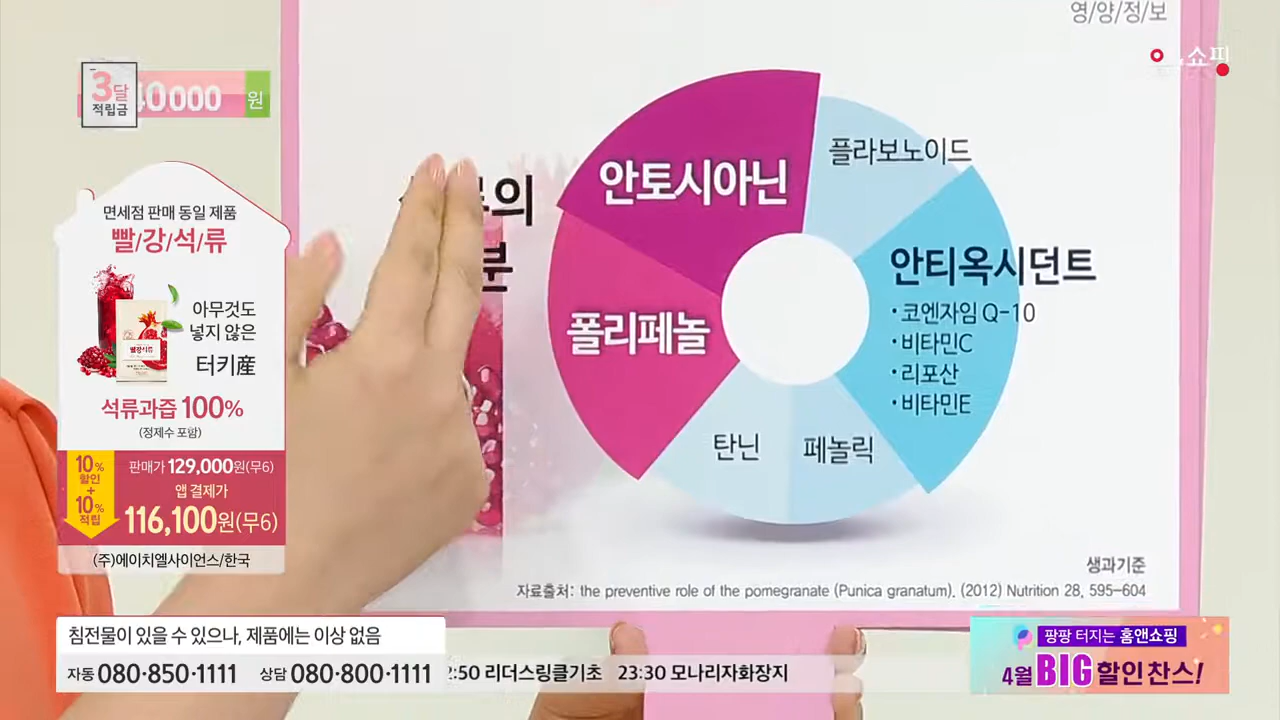 영/양/정/보
쇼핑
3달
적립금
40000 원
면세점 판매 동일 제품
빨/강/석/류
아무것도
넣지 않은
터키産
빨강석류
석류과즙 100%
(정제수 포함)
10%
할인
+
10%
적립
판매가 129,000원(무6)
앱 결제가
116,100원(무6)
(주)에이치엘사이언스/한국
의
분
안토시아닌
플라보노이드
안티옥시던트
·코엔자임 Q-10
·비타민C
·리포산
·비타민E
폴리페놀
탄닌
페놀릭
생과기준
자료출처: the preventive role of the pomegranate (Punica granatum). (2012) Nutrition 28, 595-604
침전물이 있을 수 있으나, 제품에는 이상 없음
자동 080·850·1111 상담 080·800·1111
2:50 리더스링클기초 23:30 모나리자화장지
팡팡 터지는 홈앤쇼핑
4월 BIG 할인 찬스!